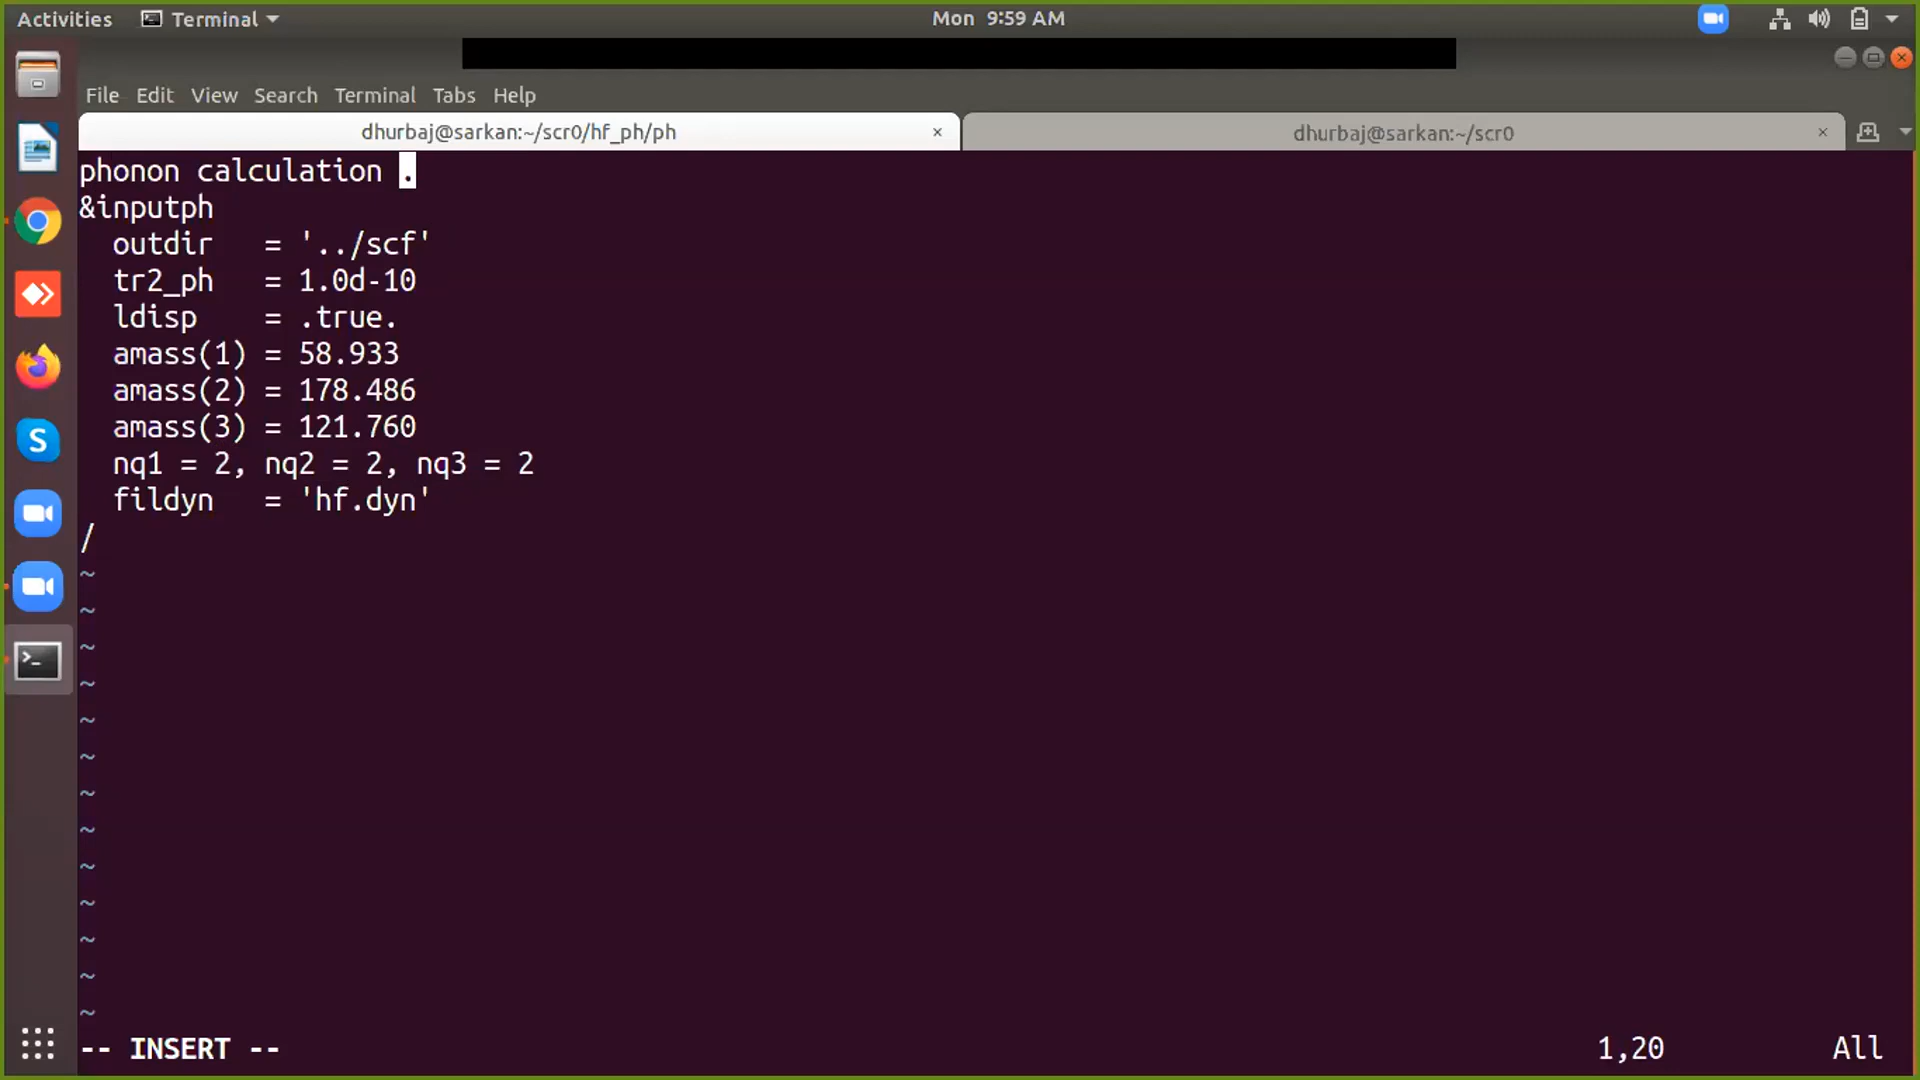 Activities Terminal Mon 9:59 AM
File Edit View Search Terminal Tabs Help
dhurbaj@sarkan:~/scr0/hf_ph/ph × dhurbaj@sarkan:~/scr0 ×
phonon calculation .
&inputph
  outdir   = '../scf'
  tr2_ph   = 1.0d-10
  ldisp    = .true.
  amass(1) = 58.933
  amass(2) = 178.486
  amass(3) = 121.760
  nq1 = 2, nq2 = 2, nq3 = 2
  fildyn   = 'hf.dyn'
/
~
~
~
~
~
~
~
~
~
~
~
~
~
-- INSERT -- 1,20 All